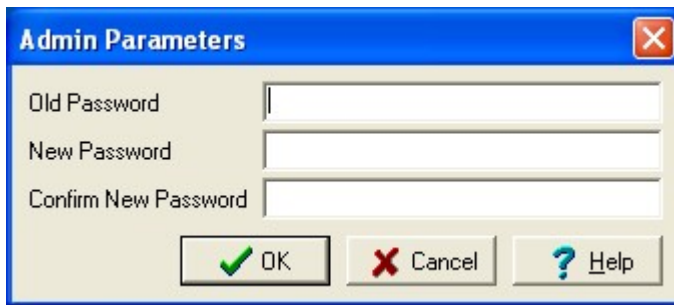 Admin Parameters
Old Password
New Password
Confirm New Password
OK Cancel Help